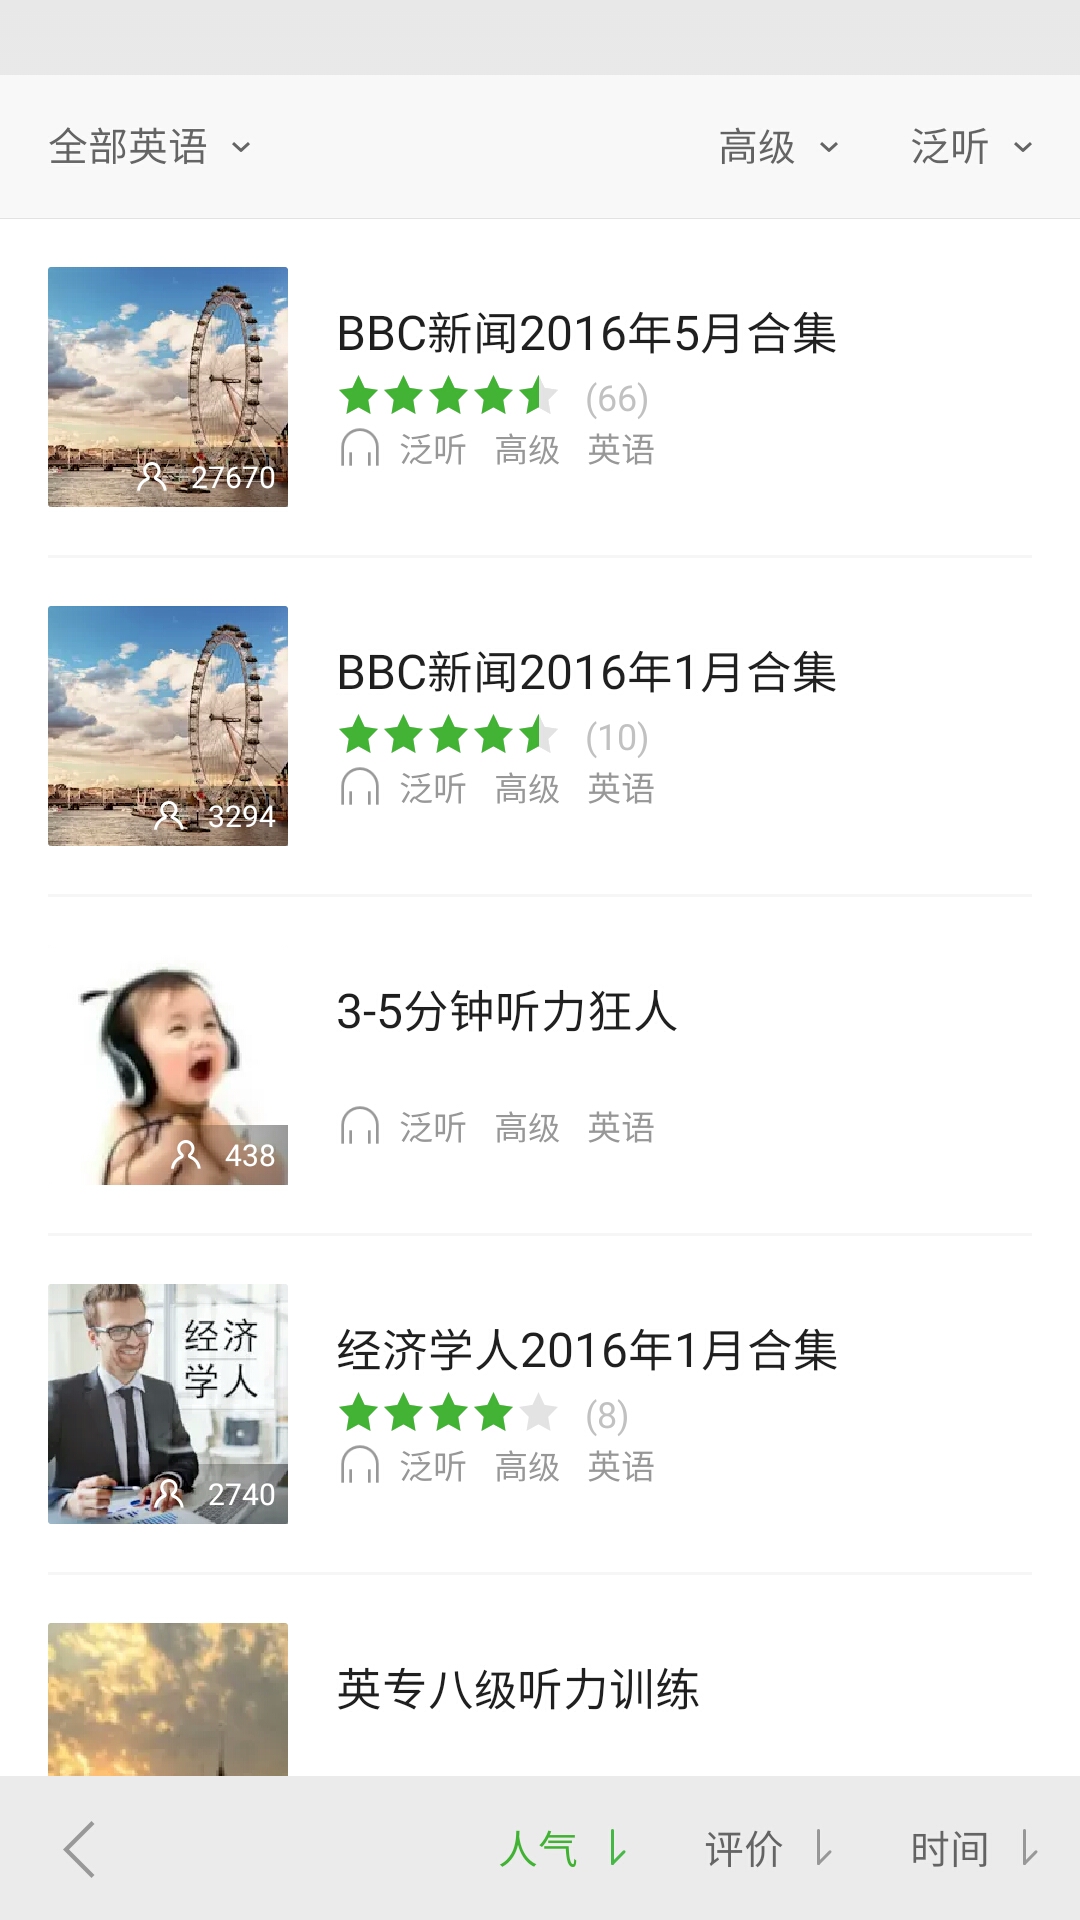 全部英语 高级 泛听
BBC新闻2016年5月合集
(66)
泛听 高级 英语
27670
BBC新闻2016年1月合集
(10)
泛听 高级 英语
3294
3-5分钟听力狂人
泛听 高级 英语
438
经济学人2016年1月合集
经济
学人
(8)
泛听 高级 英语
2740
英专八级听力训练
人气 评价 时间